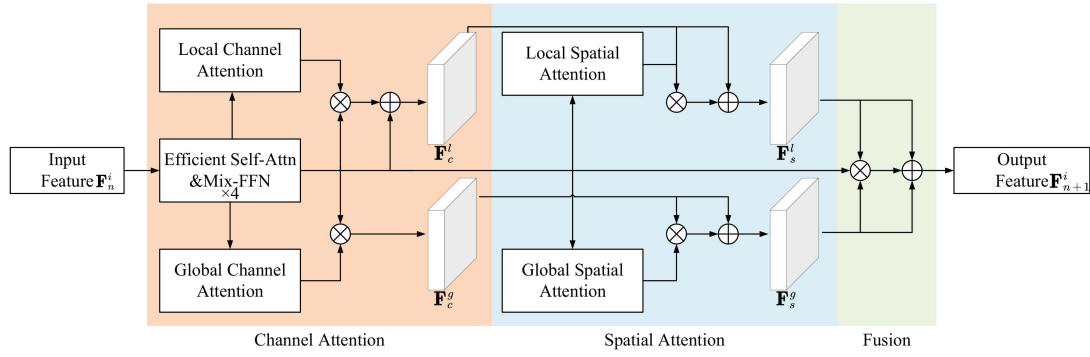 Local Channel
Attention
Local Spatial
Attention
F_c^l
F_s^l
Input
Feature F_n^i
Efficient Self-Attn
&Mix-FFN
×4
Output
Feature F_{n+1}^i
Global Channel
Attention
Global Spatial
Attention
F_c^g
F_s^g
Channel Attention
Spatial Attention
Fusion